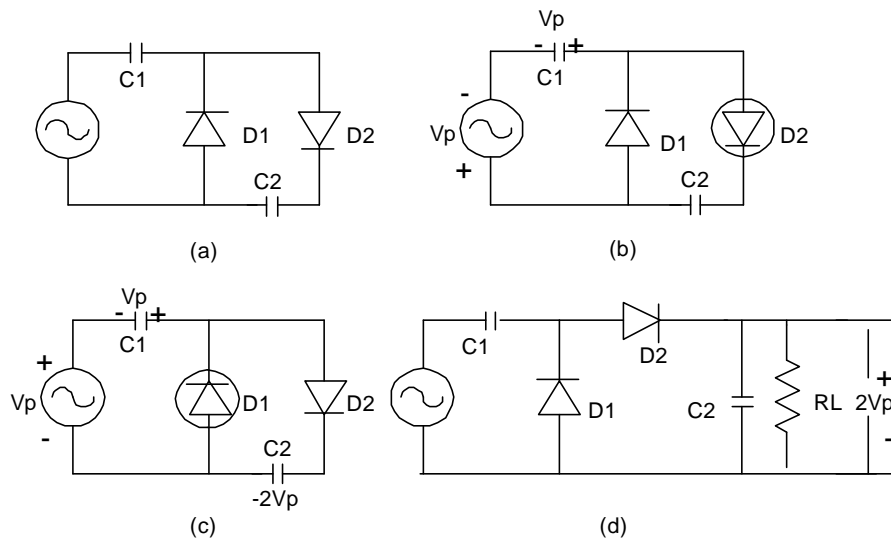 C1
D1
D2
C2
(a)
Vp
- +
C1
-
Vp
+
D1
D2
C2
(b)
Vp
- +
C1
+
Vp
-
D1
D2
C2
-2Vp
(c)
C1
D2
D1
C2
RL
+
2Vp
-
(d)